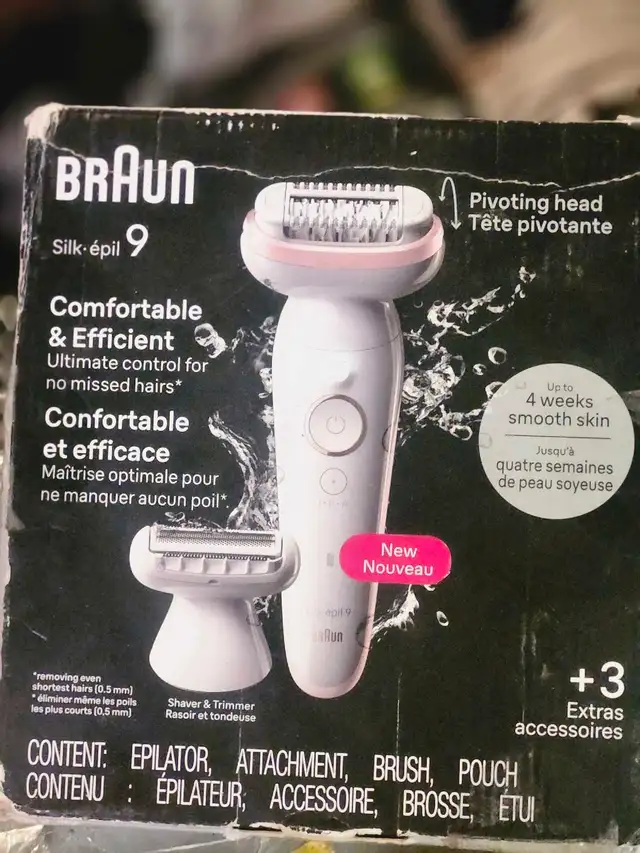 BRAUN
Silk·épil 9
Pivoting head
Tête pivotante
Comfortable
& Efficient
Ultimate control for
no missed hairs*
Confortable
et efficace
Maîtrise optimale pour
ne manquer aucun poil*
Up to
4 weeks
smooth skin
Jusqu'à
quatre semaines
de peau soyeuse
New
Nouveau
épil 9
BRAUN
*removing even
shortest hairs (0.5 mm)
* éliminer même les poils
les plus courts (0,5 mm)
Shaver & Trimmer
Rasoir et tondeuse
+3
Extras
accessoires
CONTENT: EPILATOR, ATTACHMENT, BRUSH, POUCH
CONTENU : ÉPILATEUR, ACCESSOIRE, BROSSE, ÉTUI